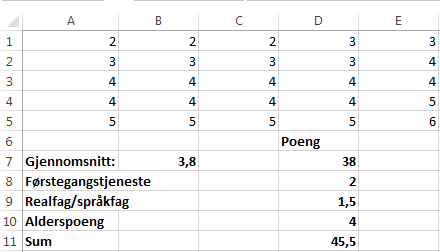 A B C D E
1 2 2 2 3 3
2 3 3 3 3 4
3 4 4 4 4 4
4 4 4 4 4 5
5 5 5 5 5 6
6 Poeng
7 Gjennomsnitt: 3,8 38
8 Førstegangstjeneste 2
9 Realfag/språkfag 1,5
10 Alderspoeng 4
11 Sum 45,5